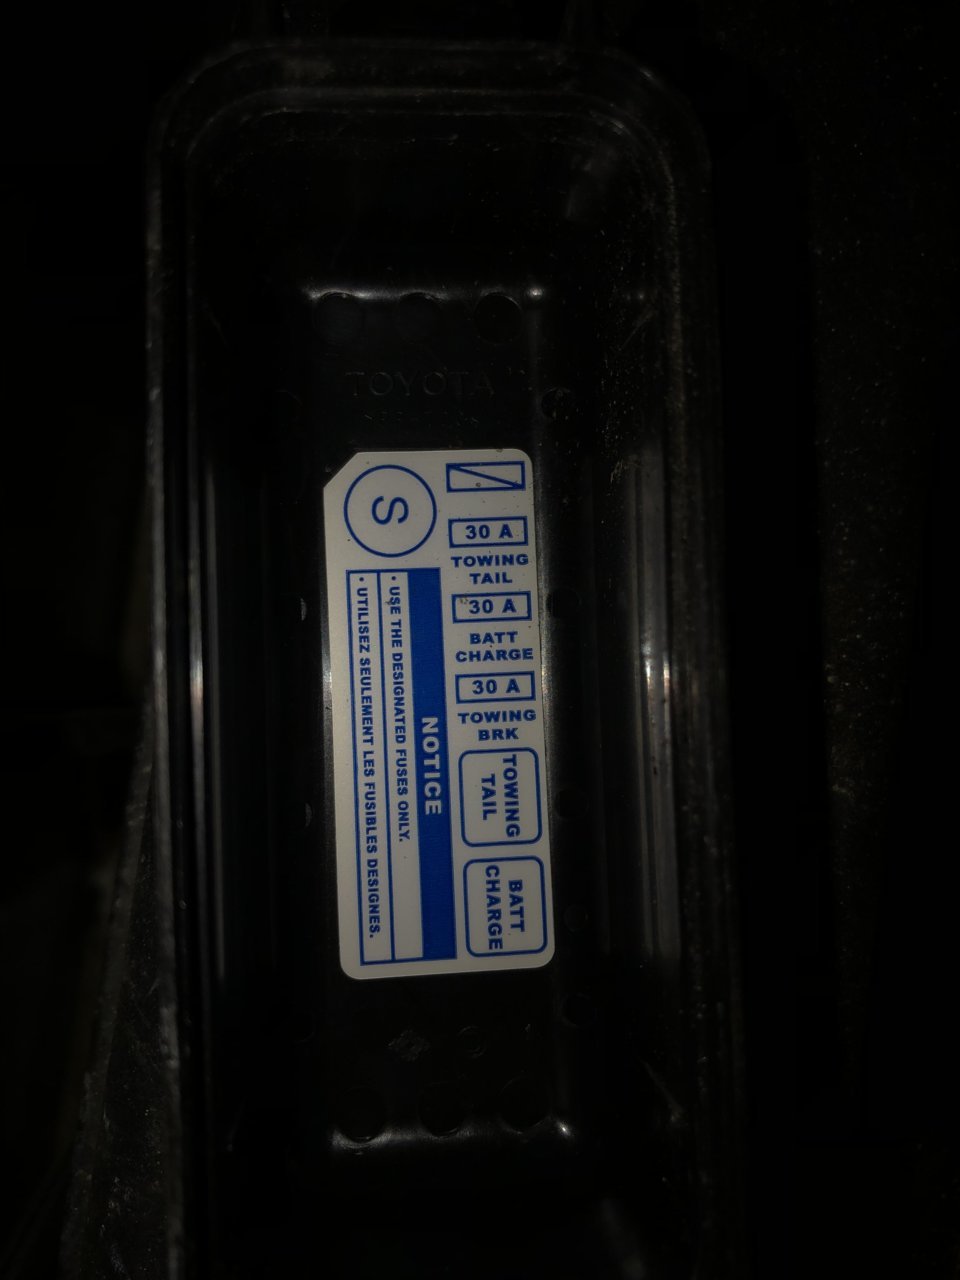 TOYOTA
S
30 A
TOWING
TAIL
30 A
BATT
CHARGE
30 A
TOWING
BRK
TOWING
TAIL
BATT
CHARGE
NOTICE
• USE THE DESIGNATED FUSES ONLY.
• UTILISEZ SEULEMENT LES FUSIBLES DESIGNES.